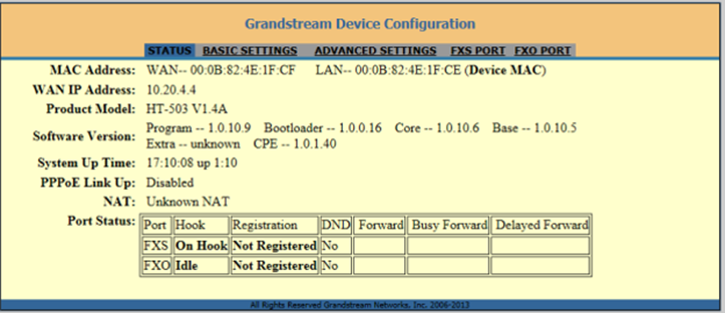 Grandstream Device Configuration
STATUS BASIC SETTINGS ADVANCED SETTINGS FXS PORT FXO PORT
MAC Address: WAN-- 00:0B:82:4E:1F:CF LAN-- 00:0B:82:4E:1F:CE (Device MAC)
WAN IP Address: 10.20.4.4
Product Model: HT-503 V1.4A
Software Version: Program -- 1.0.10.9 Bootloader -- 1.0.0.16 Core -- 1.0.10.6 Base -- 1.0.10.5
Extra -- unknown CPE -- 1.0.1.40
System Up Time: 17:10:08 up 1:10
PPPoE Link Up: Disabled
NAT: Unknown NAT
Port Status: Port Hook Registration DND Forward Busy Forward Delayed Forward
FXS On Hook Not Registered No
FXO Idle Not Registered No
All Rights Reserved Grandstream Networks, Inc. 2006-2013